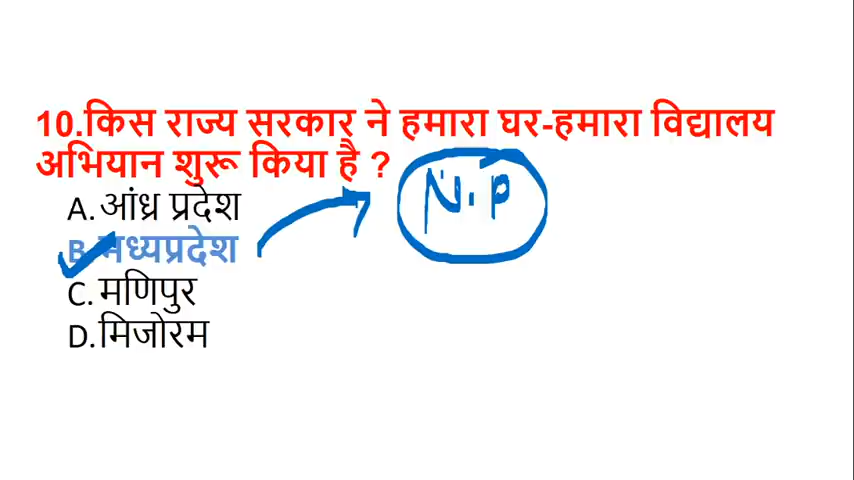 10.किस राज्य सरकार ने हमारा घर-हमारा विद्यालय
अभियान शुरू किया है ?
A.आंध्र प्रदेश
B.मध्यप्रदेश
N.P
C.मणिपुर
D.मिजोरम